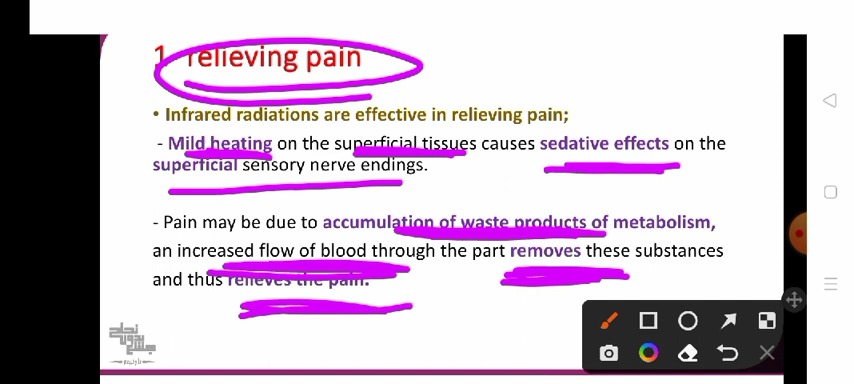 1. relieving pain
• Infrared radiations are effective in relieving pain;
- Mild heating on the superficial tissues causes sedative effects on the
superficial sensory nerve endings.
- Pain may be due to accumulation of waste products of metabolism,
an increased flow of blood through the part removes these substances
and thus relieves the pain.